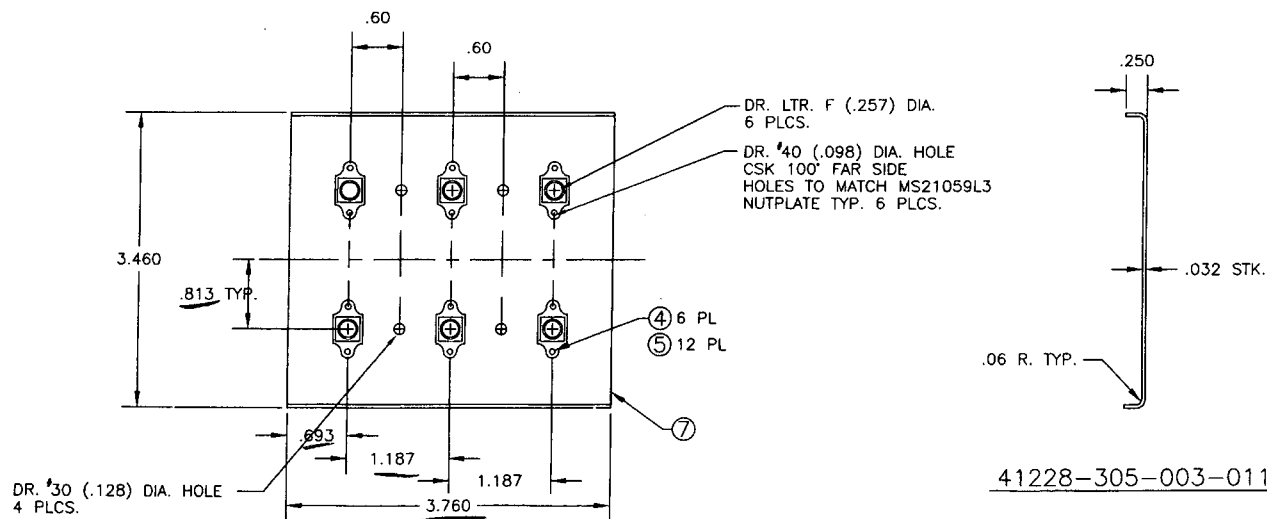 .60
.60
.250
DR. LTR. F (.257) DIA.
6 PLCS.
DR. #40 (.098) DIA. HOLE
CSK 100° FAR SIDE
HOLES TO MATCH MS21059L3
NUTPLATE TYP. 6 PLCS.
3.460
.032 STK.
.813 TYP.
4 6 PL
5 12 PL
.06 R. TYP.
7
.693
1.187
1.187
DR. #30 (.128) DIA. HOLE
4 PLCS.
3.760
41228-305-003-011